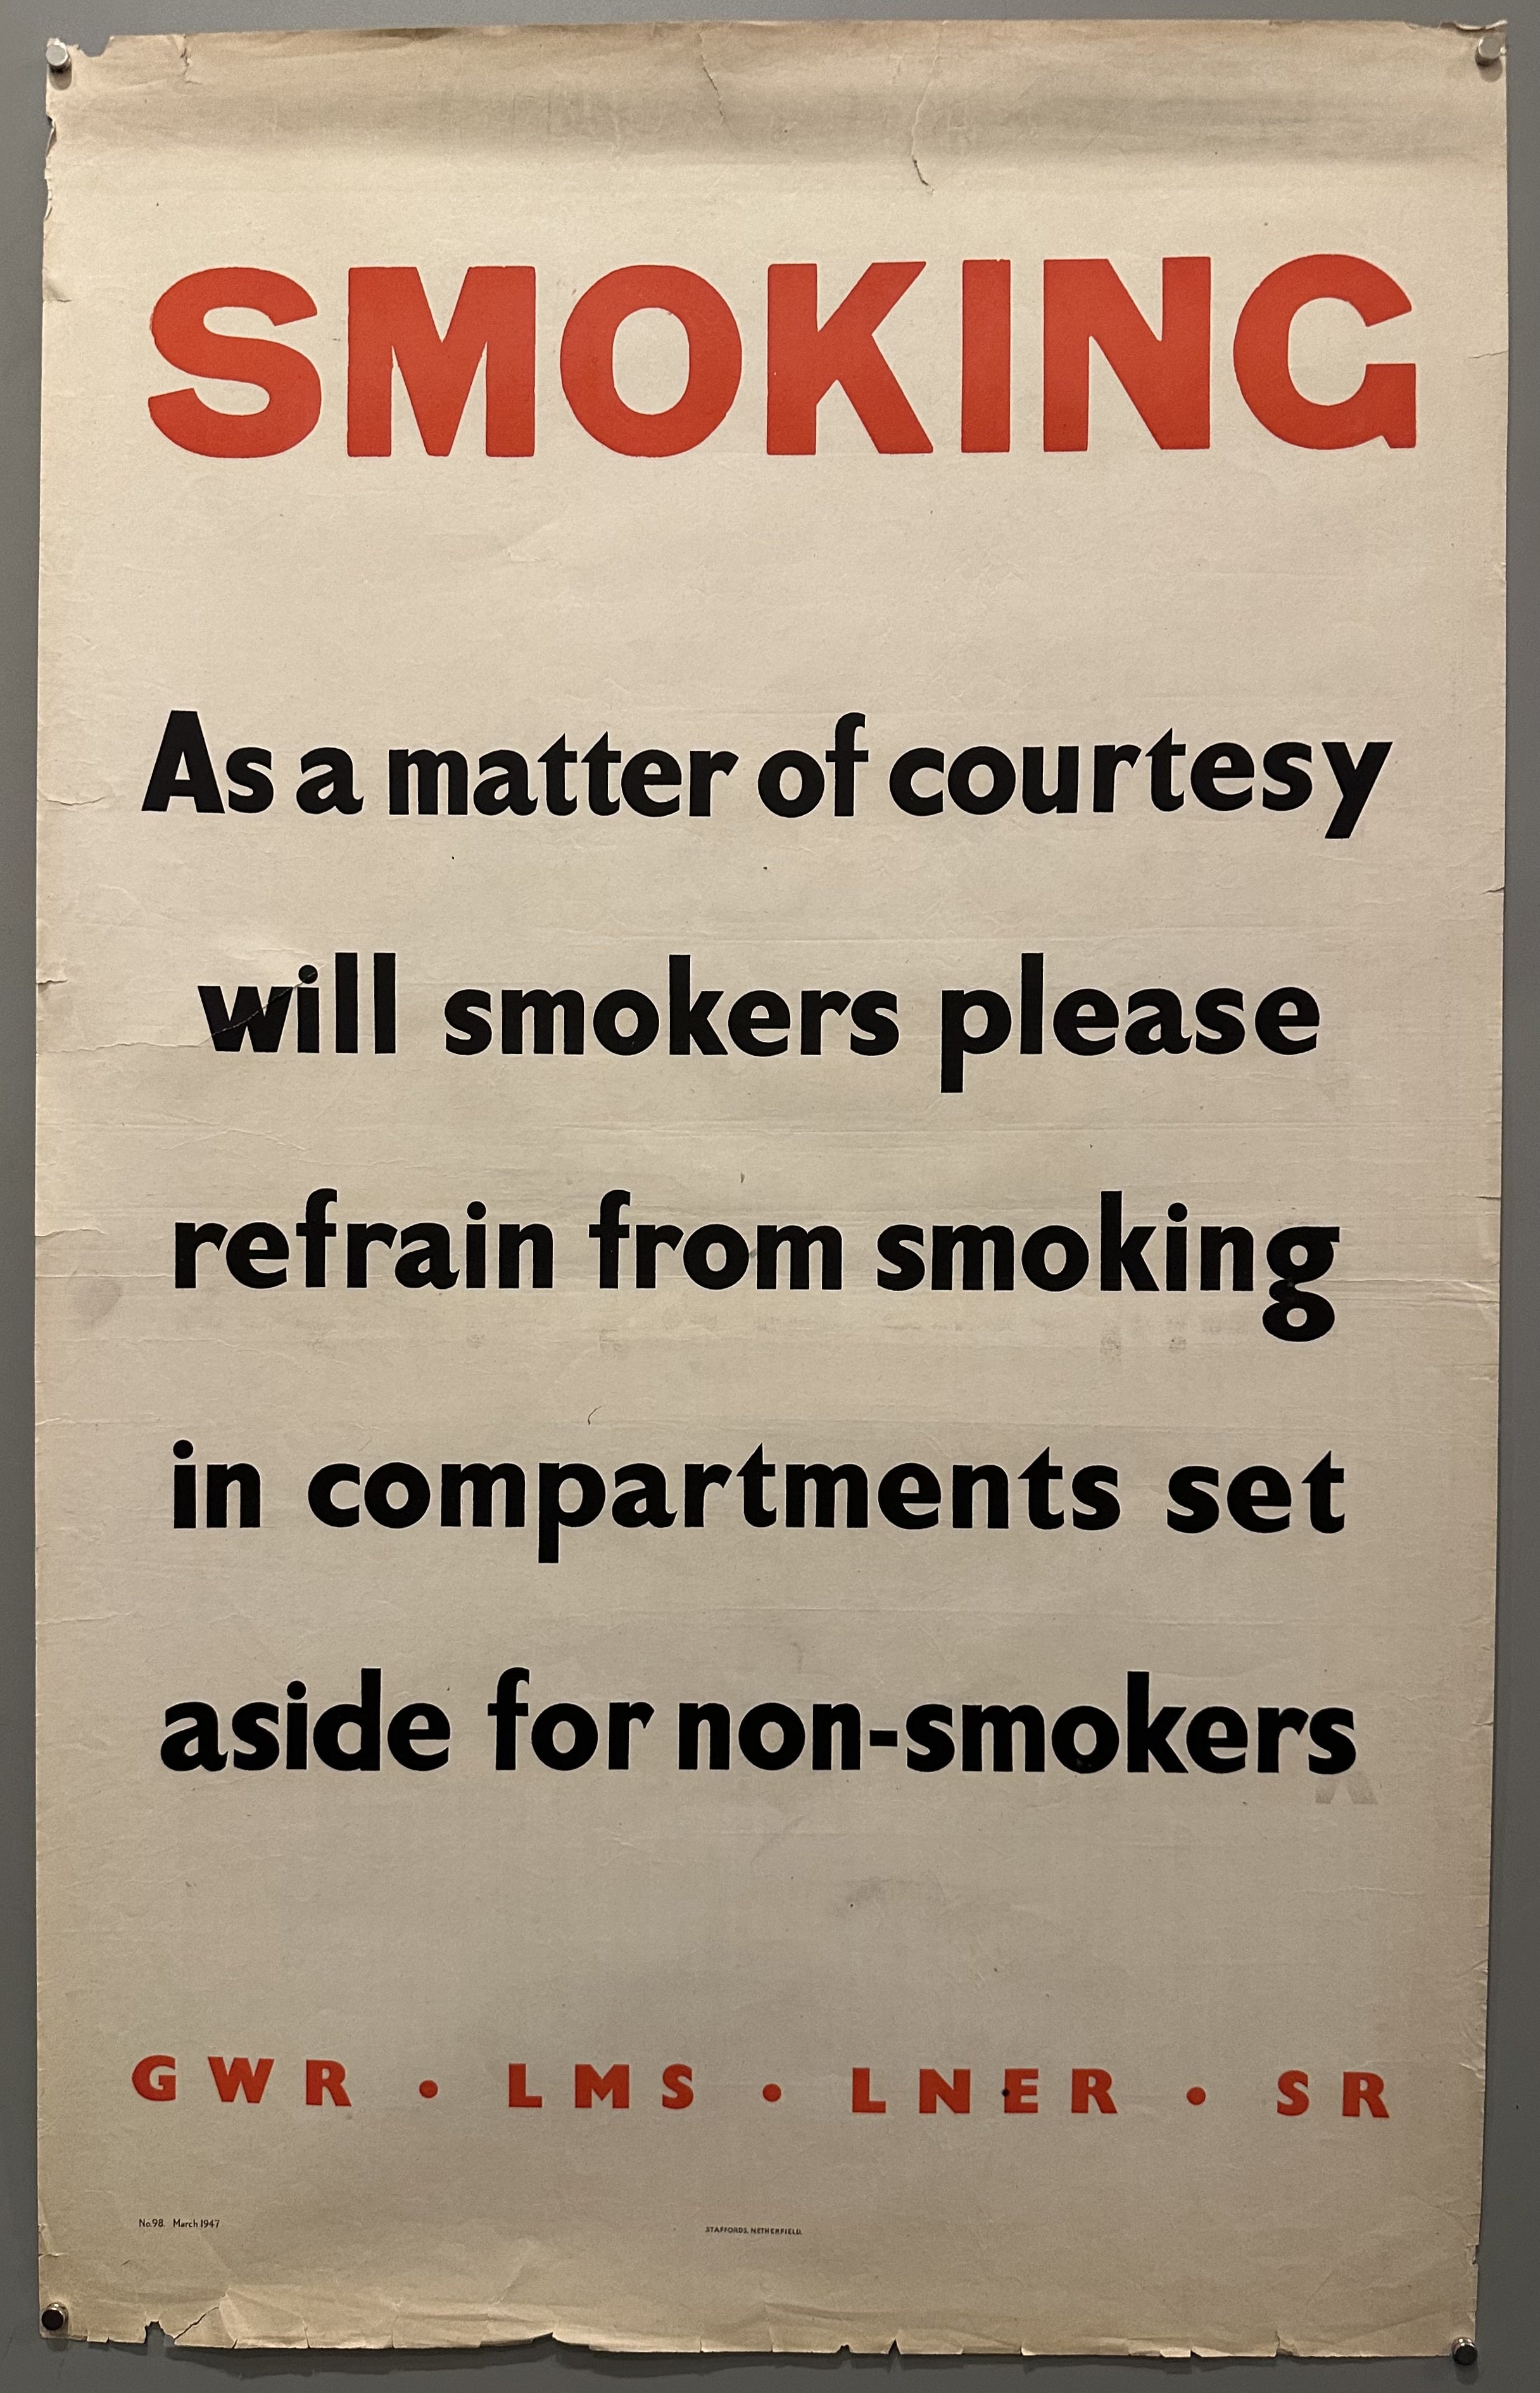 SMOKING
As a matter of courtesy
will smokers please
refrain from smoking
in compartments set
aside for non-smokers
GWR • LMS • LNER • SR
No.98. March 1947
STAFFORDS, NETHERFIELD.